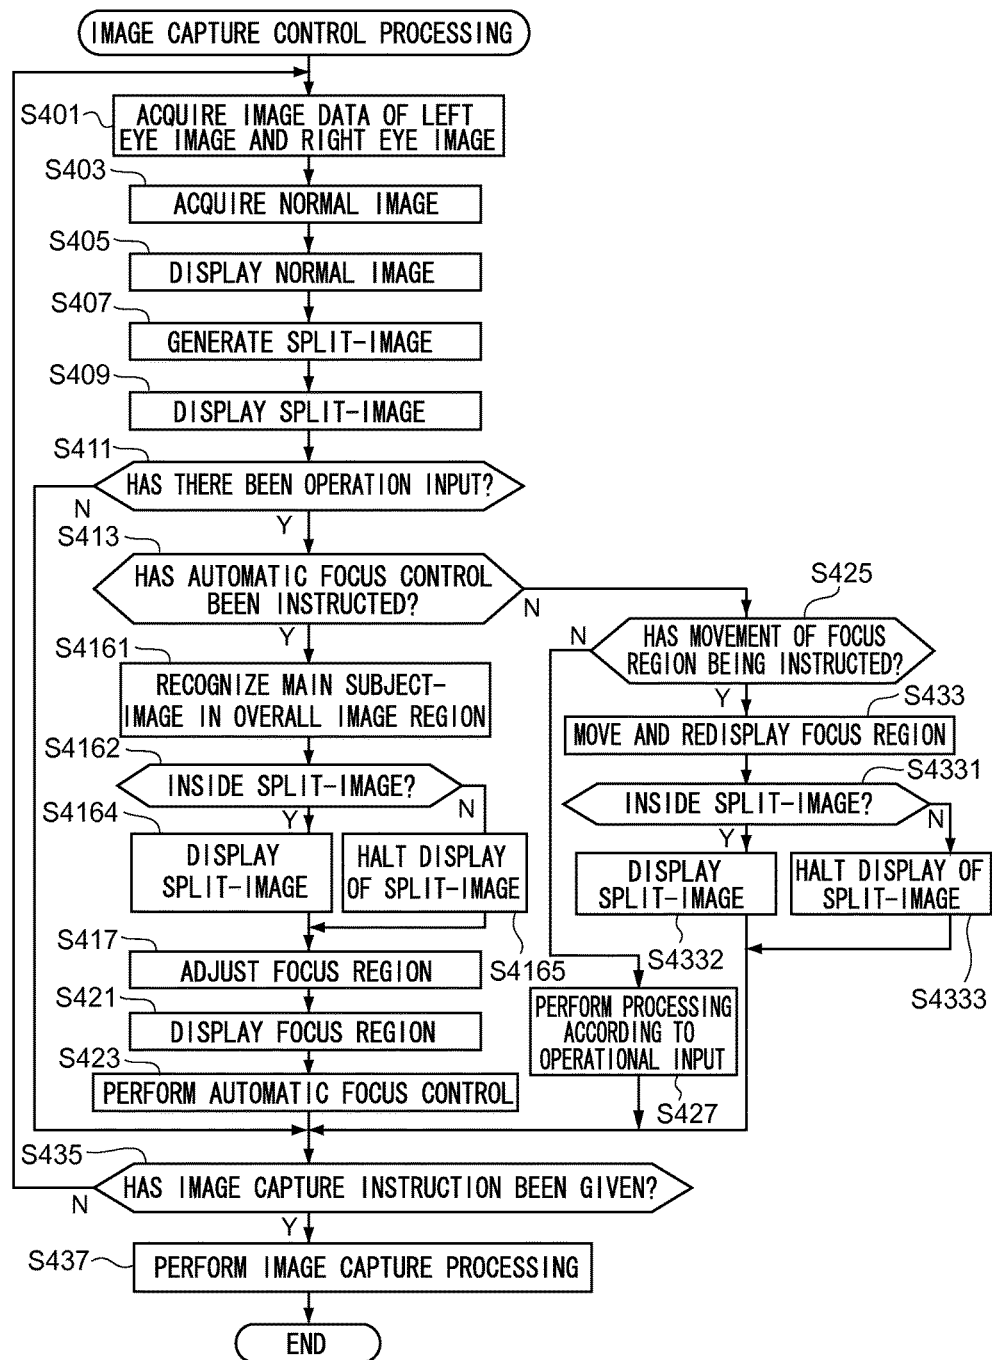 IMAGE CAPTURE CONTROL PROCESSING
S401
ACQUIRE IMAGE DATA OF LEFT
EYE IMAGE AND RIGHT EYE IMAGE
S403
ACQUIRE NORMAL IMAGE
S405
DISPLAY NORMAL IMAGE
S407
GENERATE SPLIT-IMAGE
S409
DISPLAY SPLIT-IMAGE
S411
HAS THERE BEEN OPERATION INPUT?
N
Y
S413
HAS AUTOMATIC FOCUS CONTROL
BEEN INSTRUCTED?
N
Y
S4161
RECOGNIZE MAIN SUBJECT-
IMAGE IN OVERALL IMAGE REGION
S4162
INSIDE SPLIT-IMAGE?
N
Y
S4164
DISPLAY
SPLIT-IMAGE
HALT DISPLAY
OF SPLIT-IMAGE
S4165
S417
ADJUST FOCUS REGION
S421
DISPLAY FOCUS REGION
S423
PERFORM AUTOMATIC FOCUS CONTROL
S425
HAS MOVEMENT OF FOCUS
REGION BEING INSTRUCTED?
N
Y
S433
MOVE AND REDISPLAY FOCUS REGION
S4331
INSIDE SPLIT-IMAGE?
N
Y
DISPLAY
SPLIT-IMAGE
S4332
HALT DISPLAY OF
SPLIT-IMAGE
S4333
PERFORM PROCESSING
ACCORDING TO
OPERATIONAL INPUT
S427
S435
HAS IMAGE CAPTURE INSTRUCTION BEEN GIVEN?
N
Y
S437
PERFORM IMAGE CAPTURE PROCESSING
END